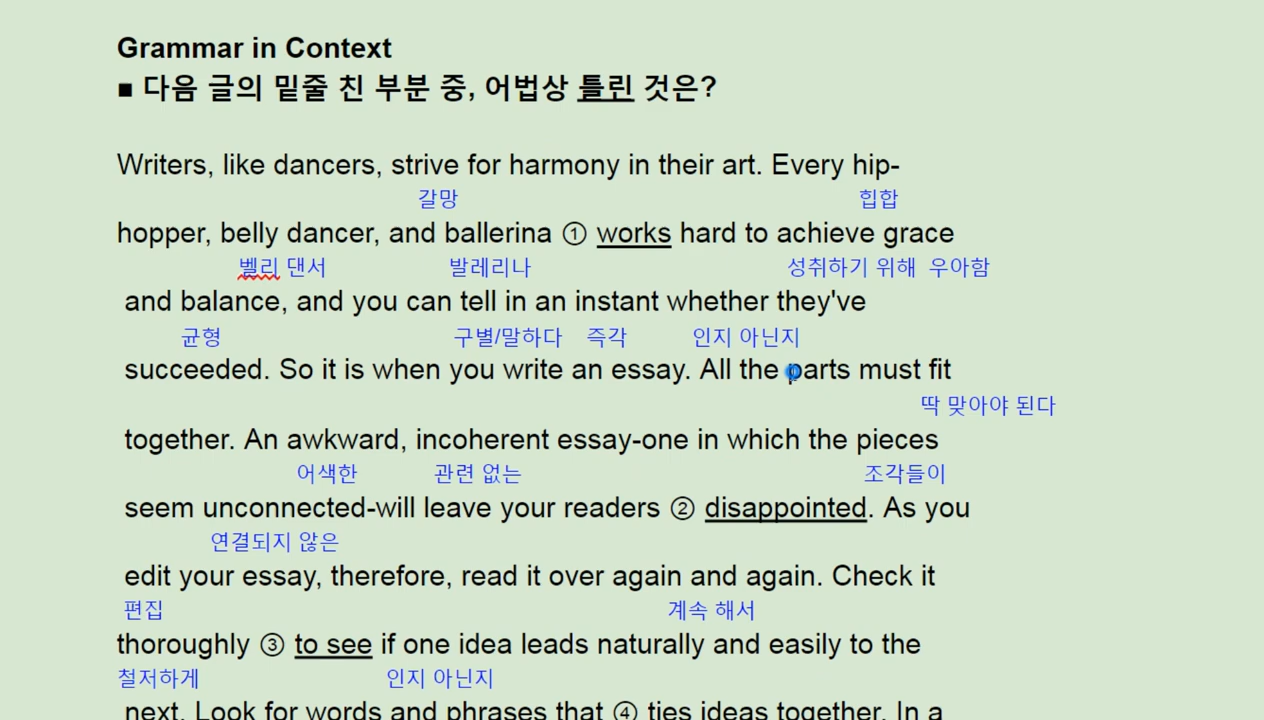 Grammar in Context
■ 다음 글의 밑줄 친 부분 중, 어법상 틀린 것은?
Writers, like dancers, strive for harmony in their art. Every hip-
갈망 힙합
hopper, belly dancer, and ballerina ① works hard to achieve grace
벨리 댄서 발레리나 성취하기 위해 우아함
and balance, and you can tell in an instant whether they've
균형 구별/말하다 즉각 인지 아닌지
succeeded. So it is when you write an essay. All the parts must fit
딱 맞아야 된다
together. An awkward, incoherent essay-one in which the pieces
어색한 관련 없는 조각들이
seem unconnected-will leave your readers ② disappointed. As you
연결되지 않은
edit your essay, therefore, read it over again and again. Check it
편집 계속 해서
thoroughly ③ to see if one idea leads naturally and easily to the
철저하게 인지 아닌지
next. Look for words and phrases that ④ ties ideas together. In a